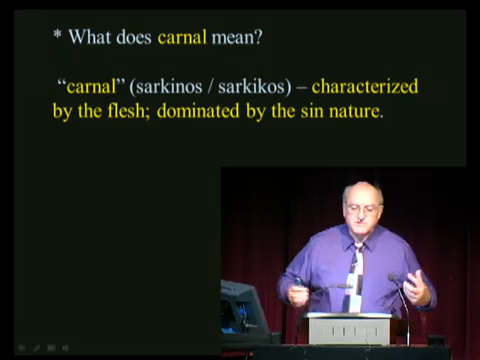 * What does carnal mean?
“carnal” (sarkinos / sarkikos) – characterized
by the flesh; dominated by the sin nature.